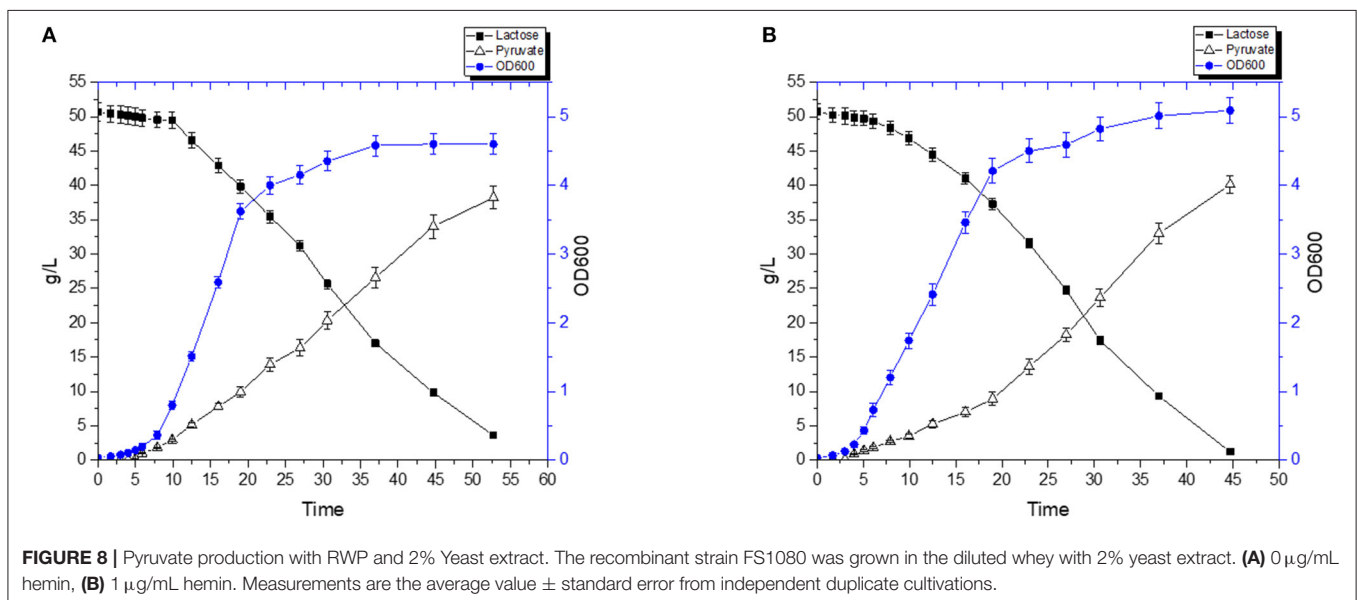 A
Lactose
Pyruvate
OD600
55
50
45
40
35
30
25
20
15
10
5
0
g/L
5
4
3
2
1
0
OD600
0 5 10 15 20 25 30 35 40 45 50 55 60
Time
B
Lactose
Pyruvate
OD600
55
50
45
40
35
30
25
20
15
10
5
0
g/L
5
4
3
2
1
0
OD600
0 5 10 15 20 25 30 35 40 45 50
Time
FIGURE 8 | Pyruvate production with RWP and 2% Yeast extract. The recombinant strain FS1080 was grown in the diluted whey with 2% yeast extract. (A) 0 μg/mL
hemin, (B) 1 μg/mL hemin. Measurements are the average value ± standard error from independent duplicate cultivations.